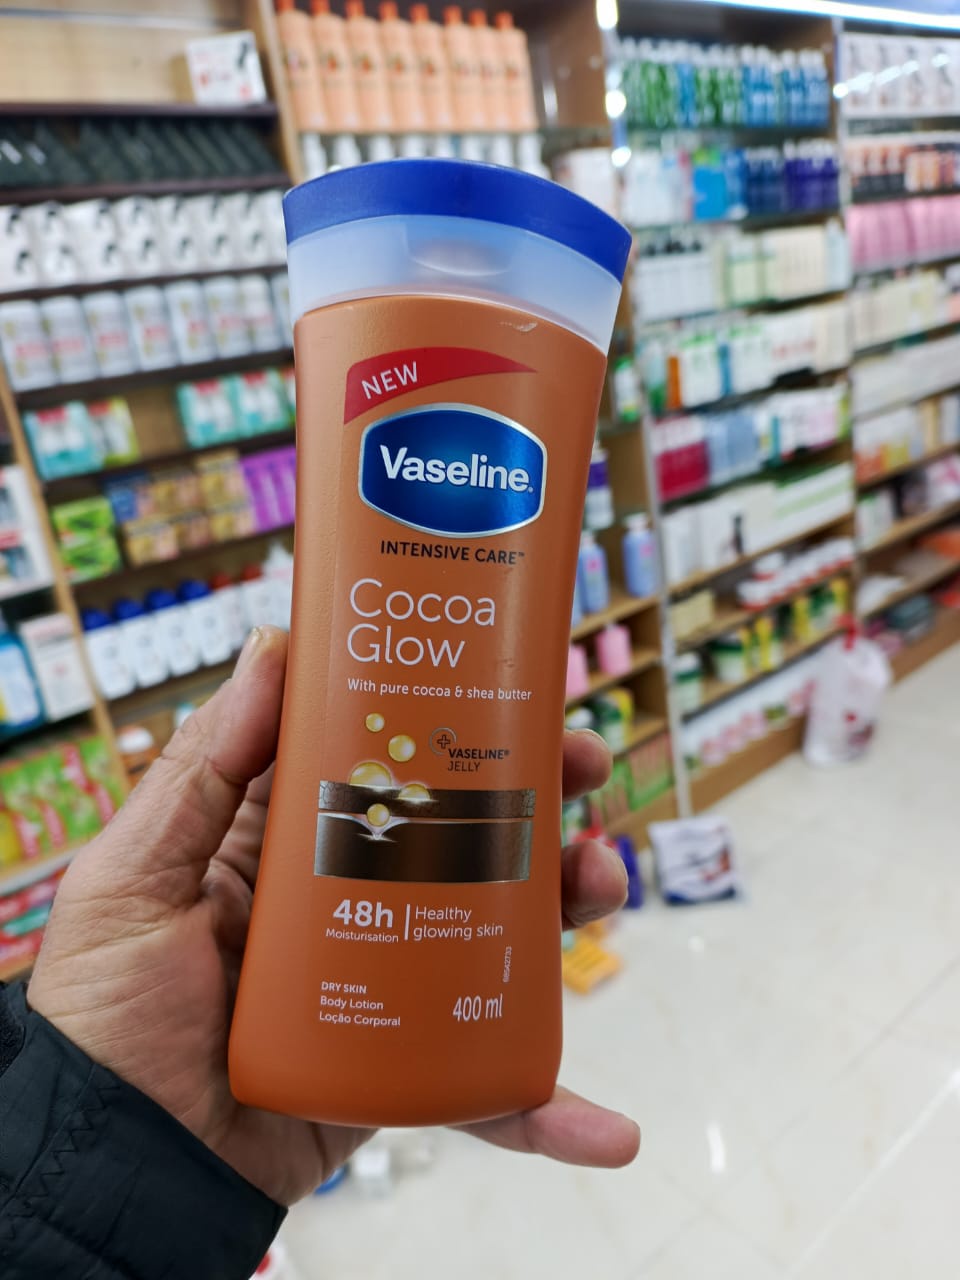 NEW
Vaseline®
INTENSIVE CARE™
Cocoa
Glow
With pure cocoa & shea butter
VASELINE®
JELLY
48h
Moisturisation
Healthy
glowing skin
68542733
DRY SKIN
Body Lotion
Loção Corporal
400 ml